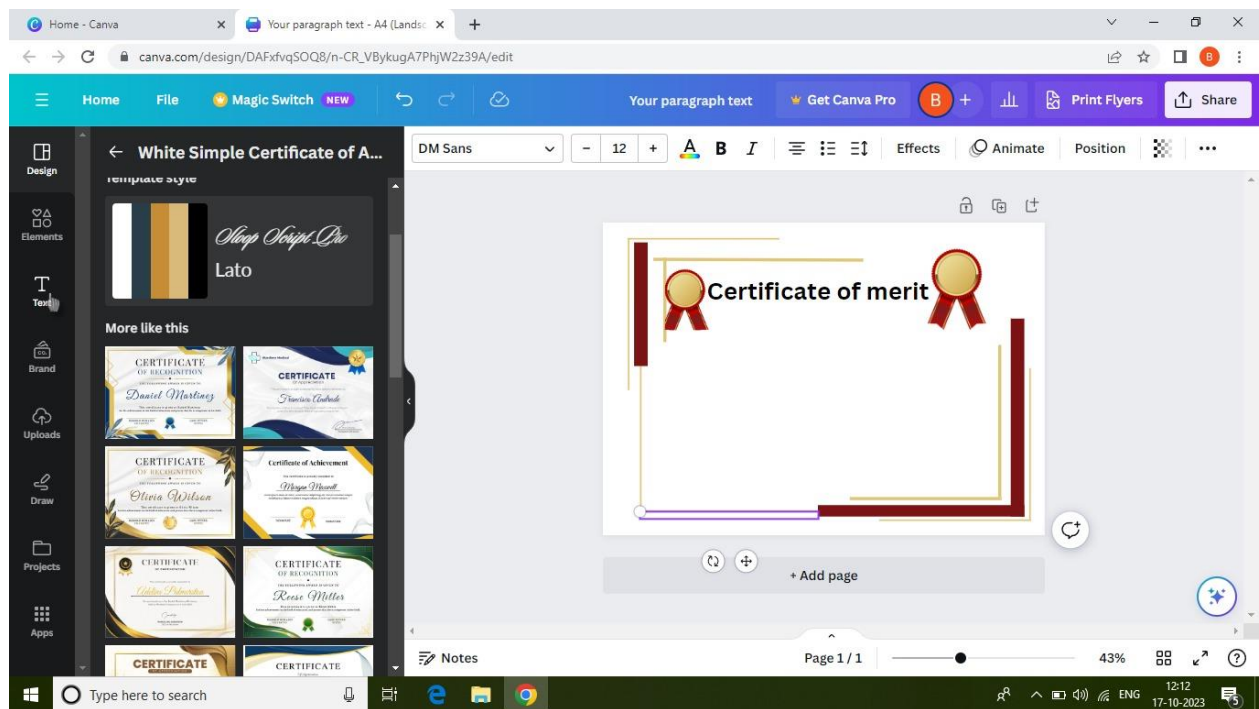 Home - Canva
Your paragraph text - A4 (Landsc
canva.com/design/DAFxfvqSOQ8/n-CR_VBykugA7PhjW2z39A/edit
B
Home
File
Magic Switch NEW
Your paragraph text
Get Canva Pro
B
+
Print Flyers
Share
Design
Elements
Text
Brand
Uploads
Draw
Projects
Apps
White Simple Certificate of A...
Template style
Sloop Script Pro
Lato
More like this
CERTIFICATE
OF RECOGNITION
Daniel Martinez
CERTIFICATE
Francisco Andrade
CERTIFICATE
OF RECOGNITION
Olivia Wilson
Certificate of Achievement
CERTIFICATE
CERTIFICATE
OF RECOGNITION
Reese Miller
CERTIFICATE
CERTIFICATE
DM Sans
- 12 +
A B I
Effects
Animate
Position
Certificate of merit
+ Add page
Notes
Page 1 / 1
43%
Type here to search
ENG
12:12
17-10-2023
5